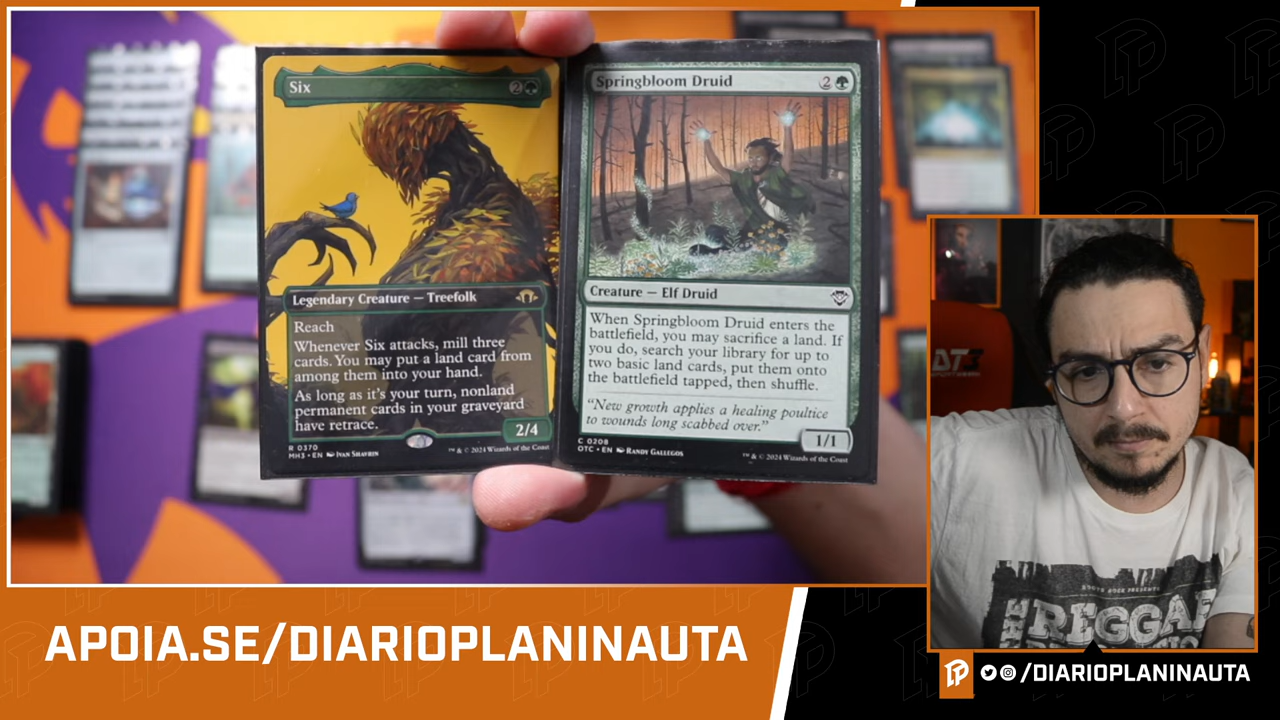 Six
2
Legendary Creature — Treefolk
Reach
Whenever Six attacks, mill three
cards. You may put a land card from
among them into your hand.
As long as it's your turn, nonland
permanent cards in your graveyard
have retrace.
2/4
R 0370
MH3 • EN IVAN SHAVRIN
™ & © 2024 Wizards of the Coast
Springbloom Druid
2
Creature — Elf Druid
When Springbloom Druid enters the
battlefield, you may sacrifice a land. If
you do, search your library for up to
two basic land cards, put them onto
the battlefield tapped, then shuffle.
"New growth applies a healing poultice
to wounds long scabbed over."
1/1
C 0208
OTC • EN RANDY GALLEGOS
™ & © 2024 Wizards of the Coast
DT3
REGGAE
APOIA.SE/DIARIOPLANINAUTA
/DIARIOPLANINAUTA